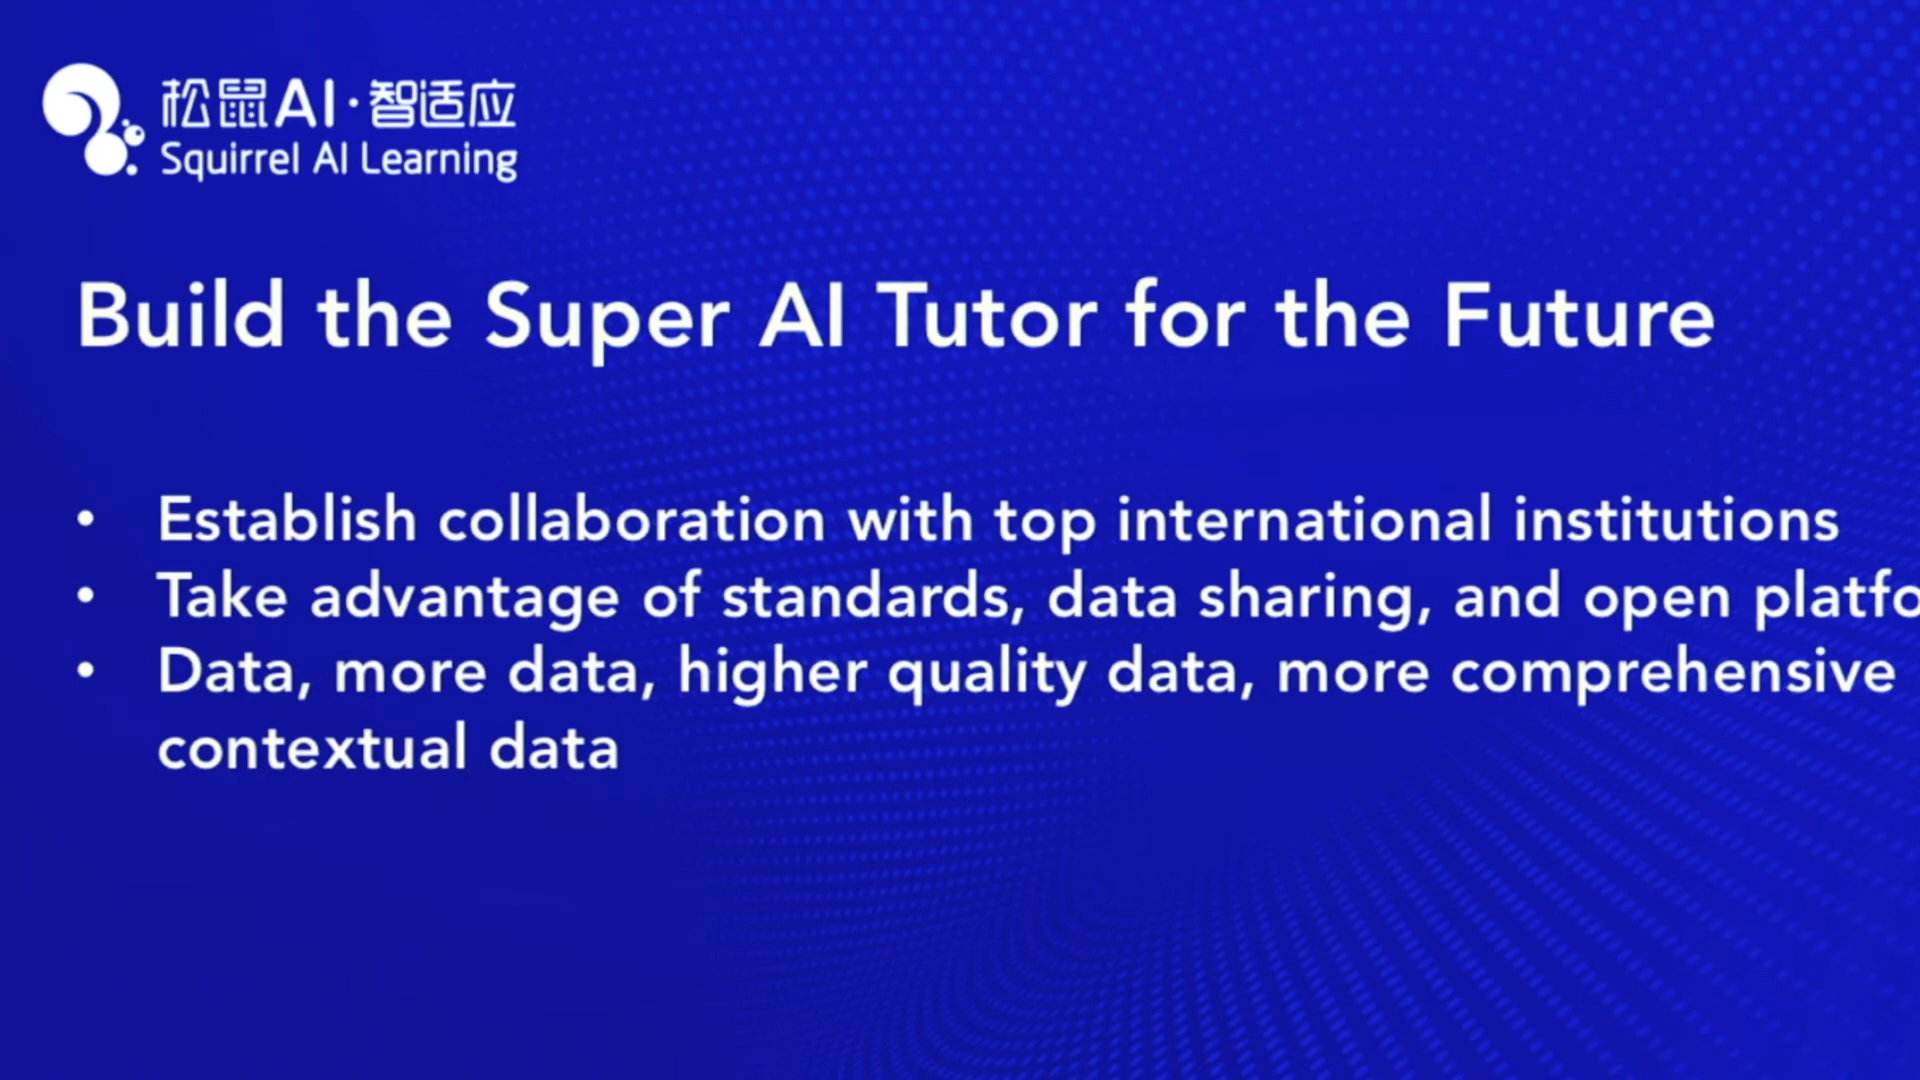 松鼠AI·智适应
Squirrel AI Learning
Build the Super AI Tutor for the Future
• Establish collaboration with top international institutions
• Take advantage of standards, data sharing, and open platfo
• Data, more data, higher quality data, more comprehensive
contextual data